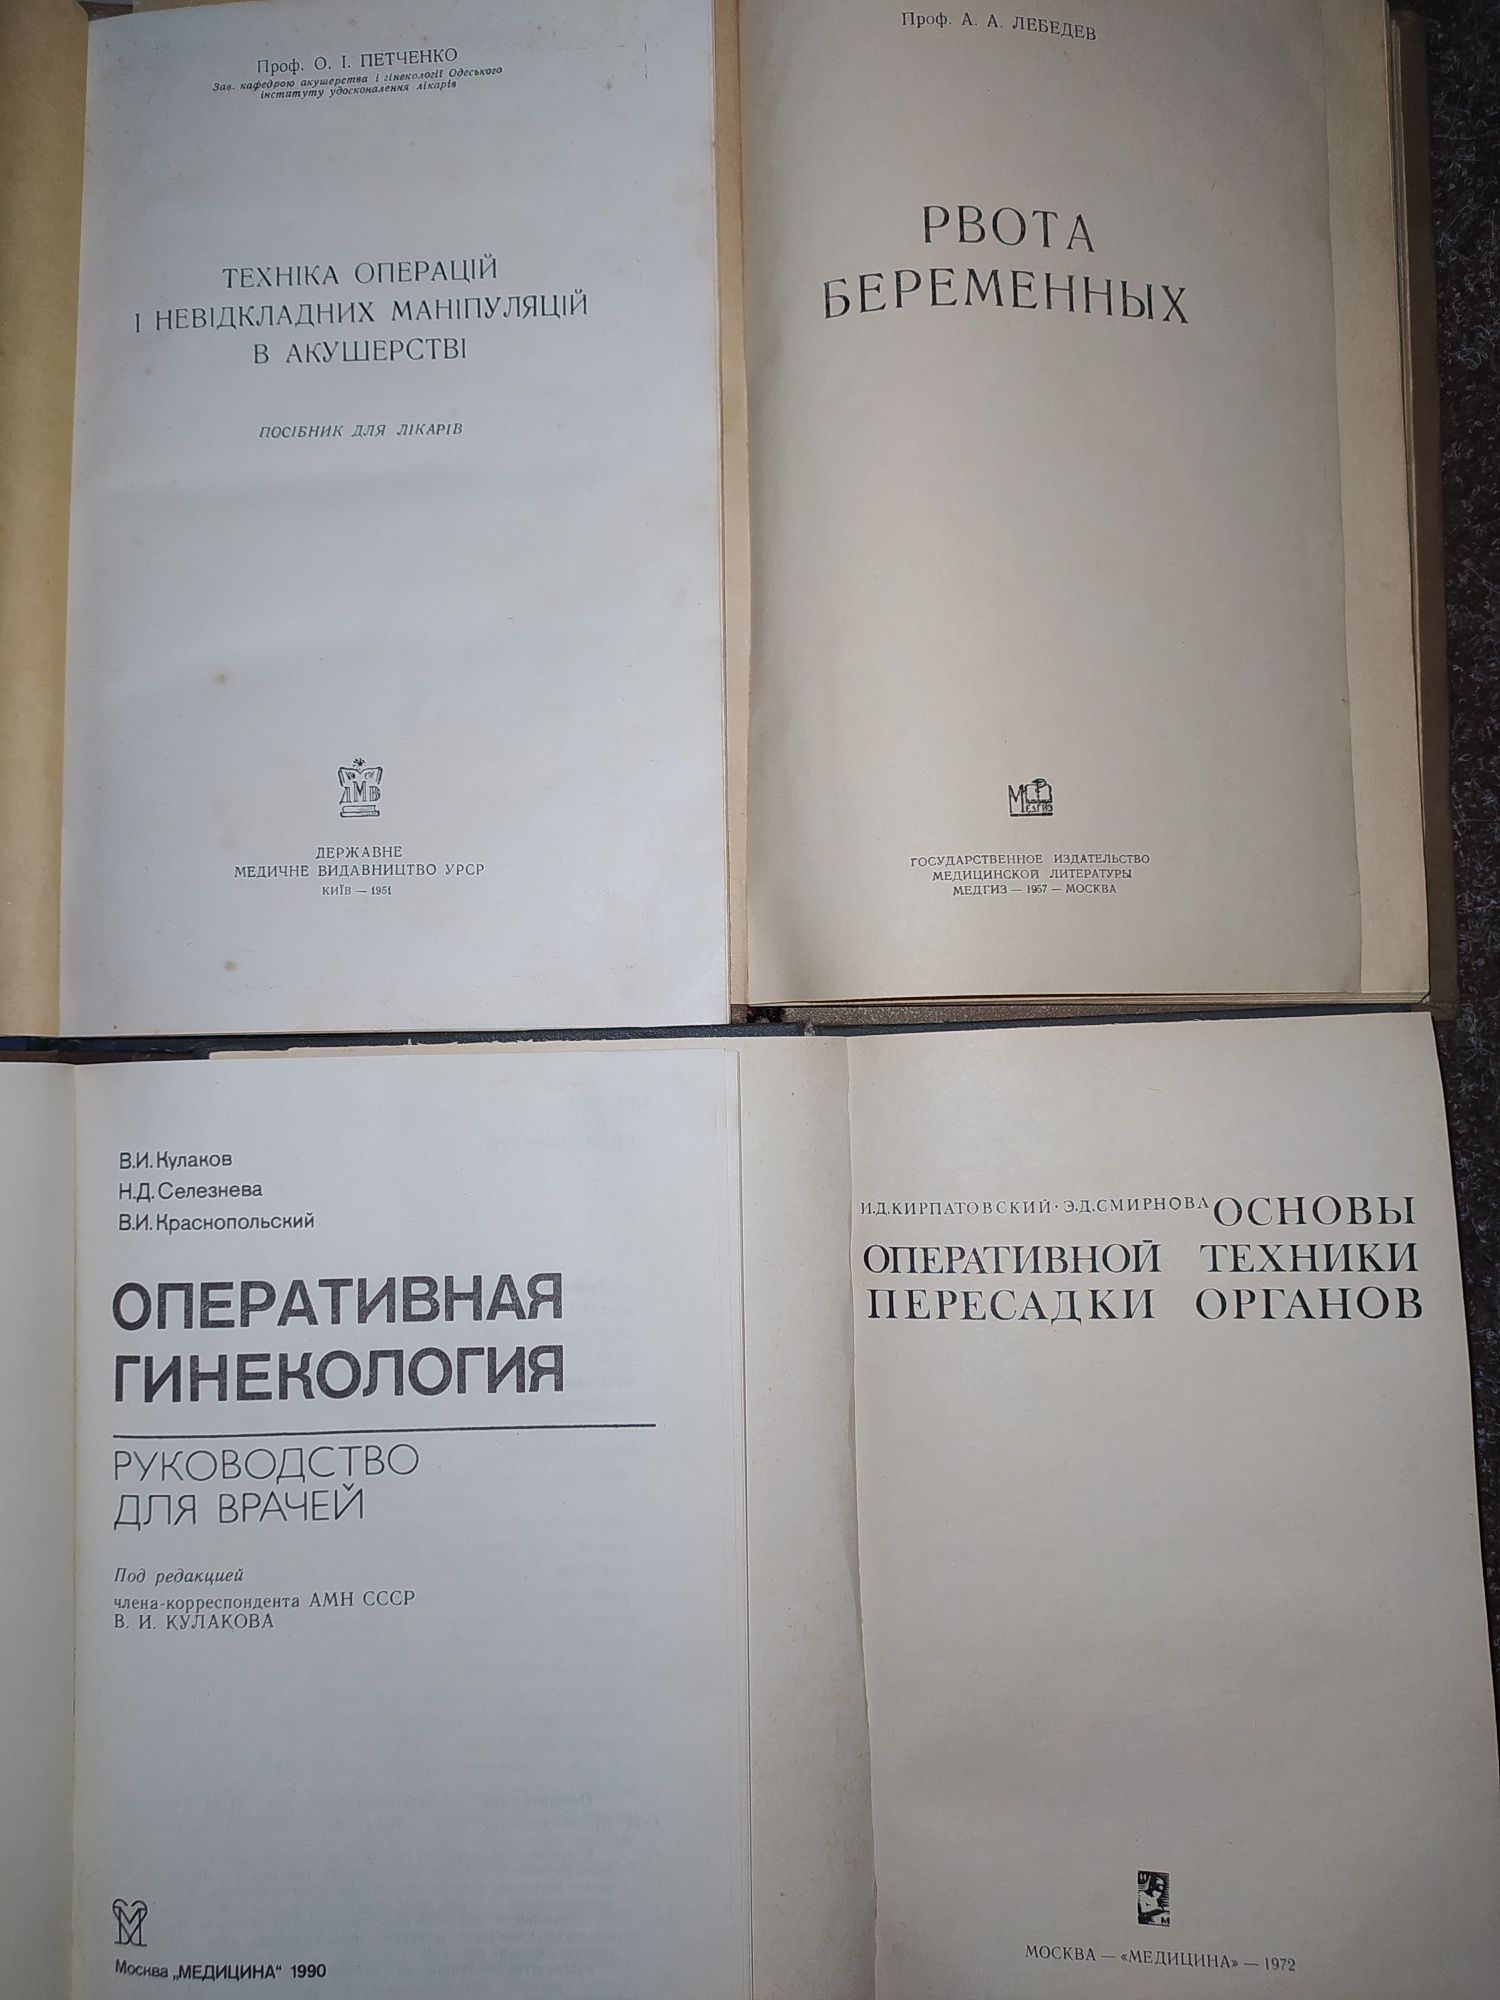 Проф. О. І. ПЕТЧЕНКО
Зав. кафедрою акушерства і гінекології Одеського
інституту удосконалення лікарів
ТЕХНІКА ОПЕРАЦІЙ
І НЕВІДКЛАДНИХ МАНІПУЛЯЦІЙ
В АКУШЕРСТВІ
ПОСІБНИК ДЛЯ ЛІКАРІВ
ДМВ
ДЕРЖАВНЕ
МЕДИЧНЕ ВИДАВНИЦТВО УРСР
КИЇВ — 1951
Проф. А. А. ЛЕБЕДЕВ
РВОТА
БЕРЕМЕННЫХ
МЕДГИЗ
ГОСУДАРСТВЕННОЕ ИЗДАТЕЛЬСТВО
МЕДИЦИНСКОЙ ЛИТЕРАТУРЫ
МЕДГИЗ — 1957 — МОСКВА
В.И.Кулаков
Н.Д.Селезнева
В.И.Краснопольский
ОПЕРАТИВНАЯ
ГИНЕКОЛОГИЯ
РУКОВОДСТВО
ДЛЯ ВРАЧЕЙ
Под редакцией
члена-корреспондента АМН СССР
В. И. КУЛАКОВА
Москва „МЕДИЦИНА“ 1990
И.Д.КИРПАТОВСКИЙ·Э.Д.СМИРНОВА ОСНОВЫ
ОПЕРАТИВНОЙ ТЕХНИКИ
ПЕРЕСАДКИ ОРГАНОВ
МОСКВА — «МЕДИЦИНА» — 1972